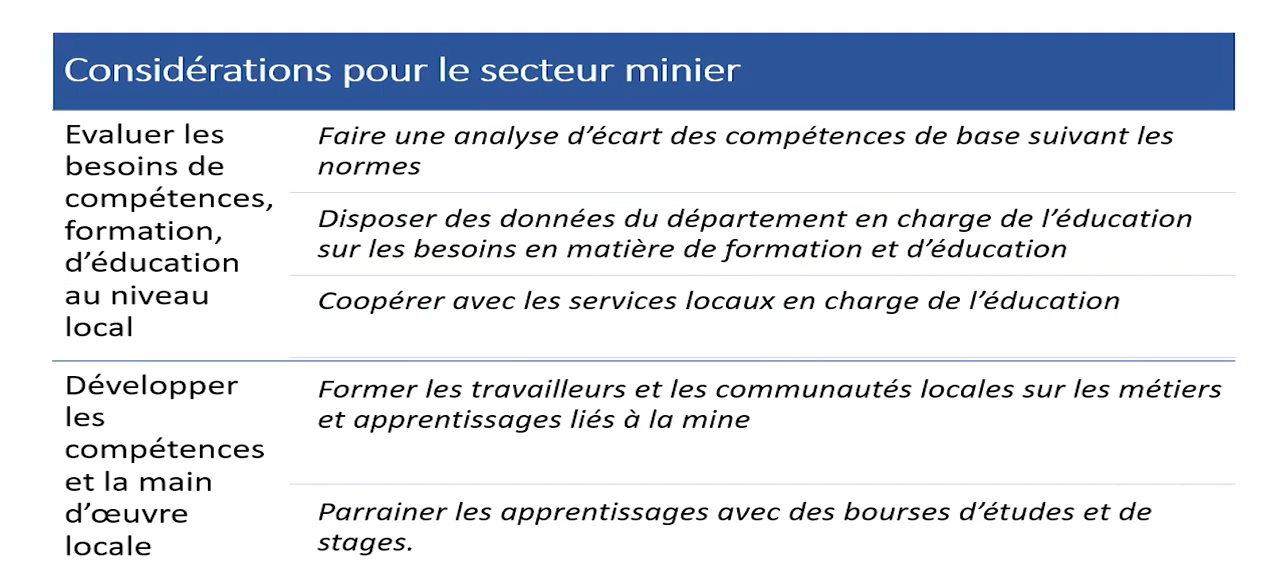 Considérations pour le secteur minier
Evaluer les
besoins de
compétences,
formation,
d’éducation
au niveau
local
Faire une analyse d’écart des compétences de base suivant les
normes
Disposer des données du département en charge de l’éducation
sur les besoins en matière de formation et d’éducation
Coopérer avec les services locaux en charge de l’éducation
Développer
les
compétences
et la main
d’œuvre
locale
Former les travailleurs et les communautés locales sur les métiers
et apprentissages liés à la mine
Parrainer les apprentissages avec des bourses d’études et de
stages.